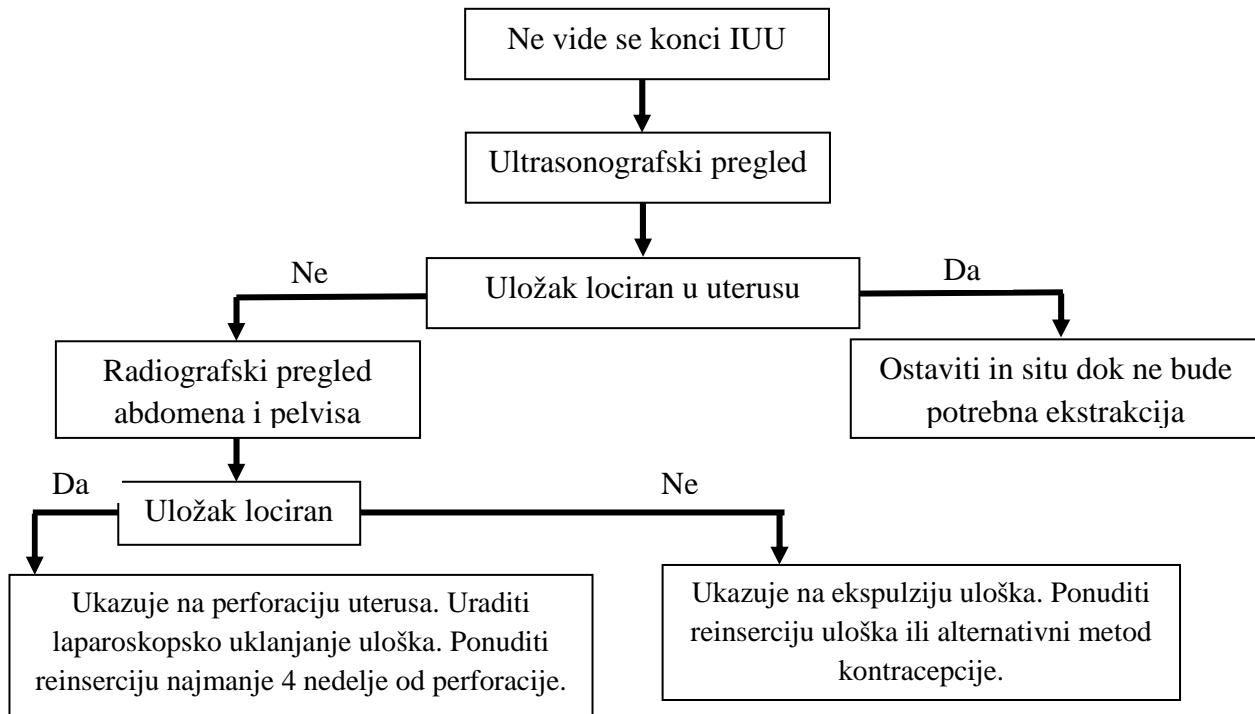 Ne vide se konci IUU
Ultrasonografski pregled
Ne
Uložak lociran u uterusu
Da
Radiografski pregled
abdomena i pelvisa
Ostaviti in situ dok ne bude
potrebna ekstrakcija
Da
Uložak lociran
Ne
Ukazuje na perforaciju uterusa. Uraditi
laparoskopsko uklanjanje uloška. Ponuditi
reinserciju najmanje 4 nedelje od perforacije.
Ukazuje na ekspulziju uloška. Ponuditi
reinserciju uloška ili alternativni metod
kontracepcije.